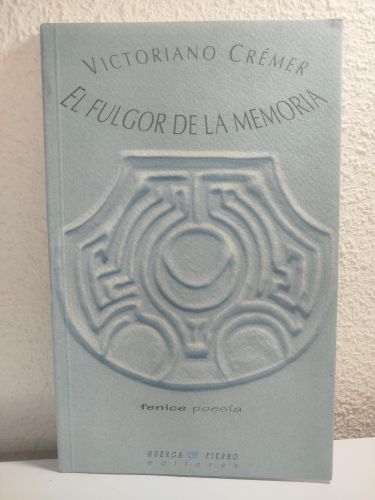 VICTORIANO CRÉMER
EL FULGOR DE LA MEMORIA
fenice poesía
HUERGA & FIERRO
editores